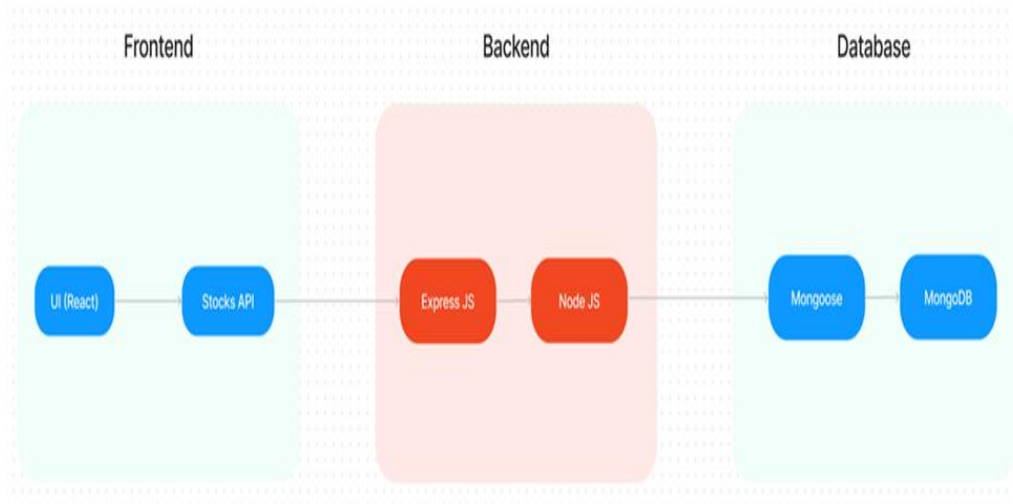 Frontend
Backend
Database
UI (React)
Stocks API
Express JS
Node JS
Mongoose
MongoDB